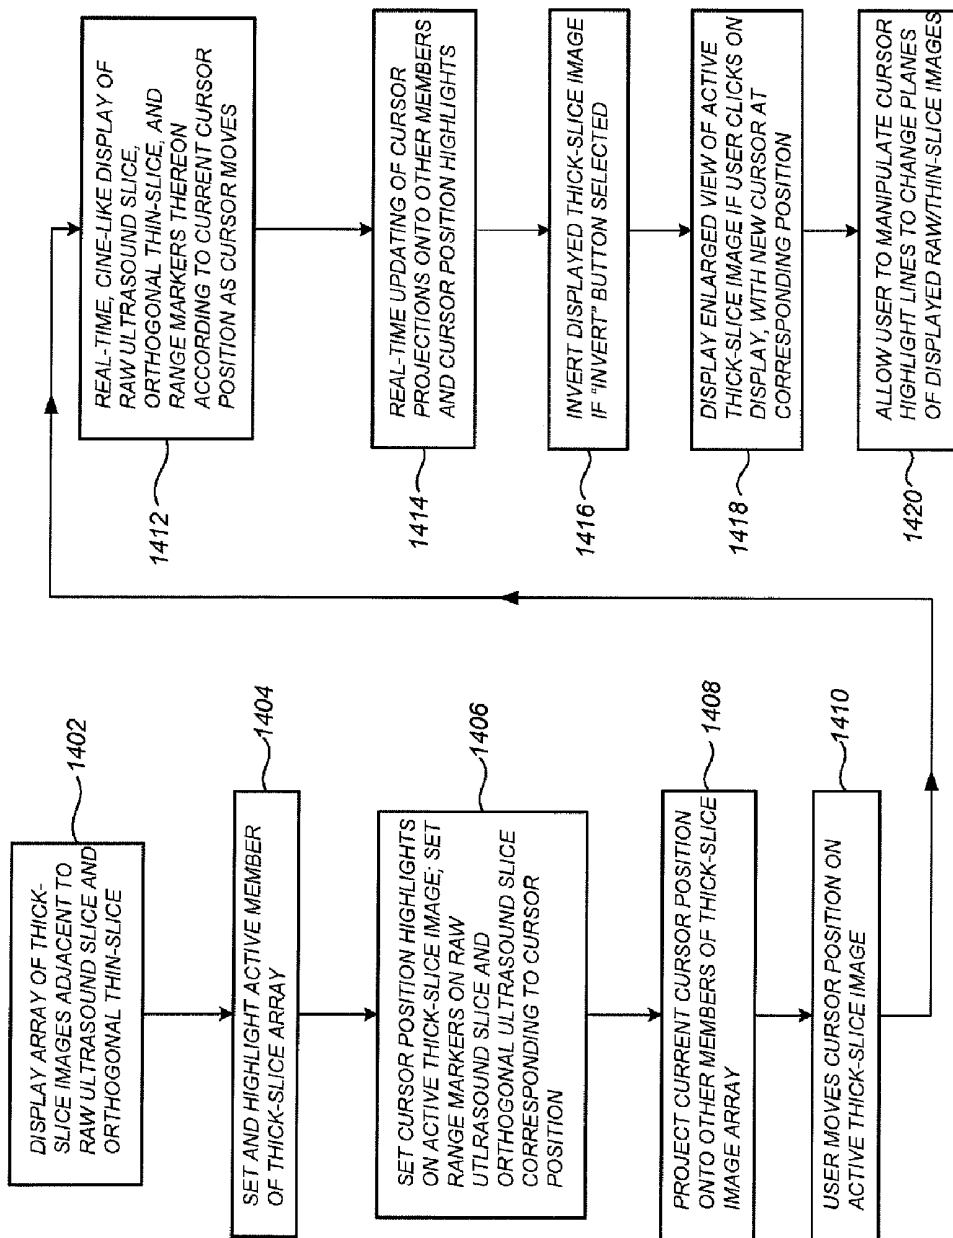 DISPLAY ARRAY OF THICK-
SLICE IMAGES ADJACENT TO
RAW ULTRASOUND SLICE AND
ORTHOGONAL THIN-SLICE
1402
SET AND HIGHLIGHT ACTIVE MEMBER
OF THICK-SLICE ARRAY
1404
SET CURSOR POSITION HIGHLIGHTS
ON ACTIVE THICK-SLICE IMAGE; SET
RANGE MARKERS ON RAW
UTLRASOUND SLICE AND
ORTHOGONAL ULTRASOUND SLICE
CORRESPONDING TO CURSOR
POSITION
1406
PROJECT CURRENT CURSOR POSITION
ONTO OTHER MEMBERS OF THICK-SLICE
IMAGE ARRAY
1408
USER MOVES CURSOR POSITION ON
ACTIVE THICK-SLICE IMAGE
1410
REAL-TIME, CINE-LIKE DISPLAY OF
RAW ULTRASOUND SLICE,
ORTHOGONAL THIN-SLICE, AND
RANGE MARKERS THEREON
ACCORDING TO CURRENT CURSOR
POSITION AS CURSOR MOVES
1412
REAL-TIME UPDATING OF CURSOR
PROJECTIONS ONTO OTHER MEMBERS
AND CURSOR POSITION HIGHLIGHTS
1414
INVERT DISPLAYED THICK-SLICE IMAGE
IF "INVERT" BUTTON SELECTED
1416
DISPLAY ENLARGED VIEW OF ACTIVE
THICK-SLICE IMAGE IF USER CLICKS ON
DISPLAY, WITH NEW CURSOR AT
CORRESPONDING POSITION
1418
ALLOW USER TO MANIPULATE CURSOR
HIGHLIGHT LINES TO CHANGE PLANES
OF DISPLAYED RAW/THIN-SLICE IMAGES
1420